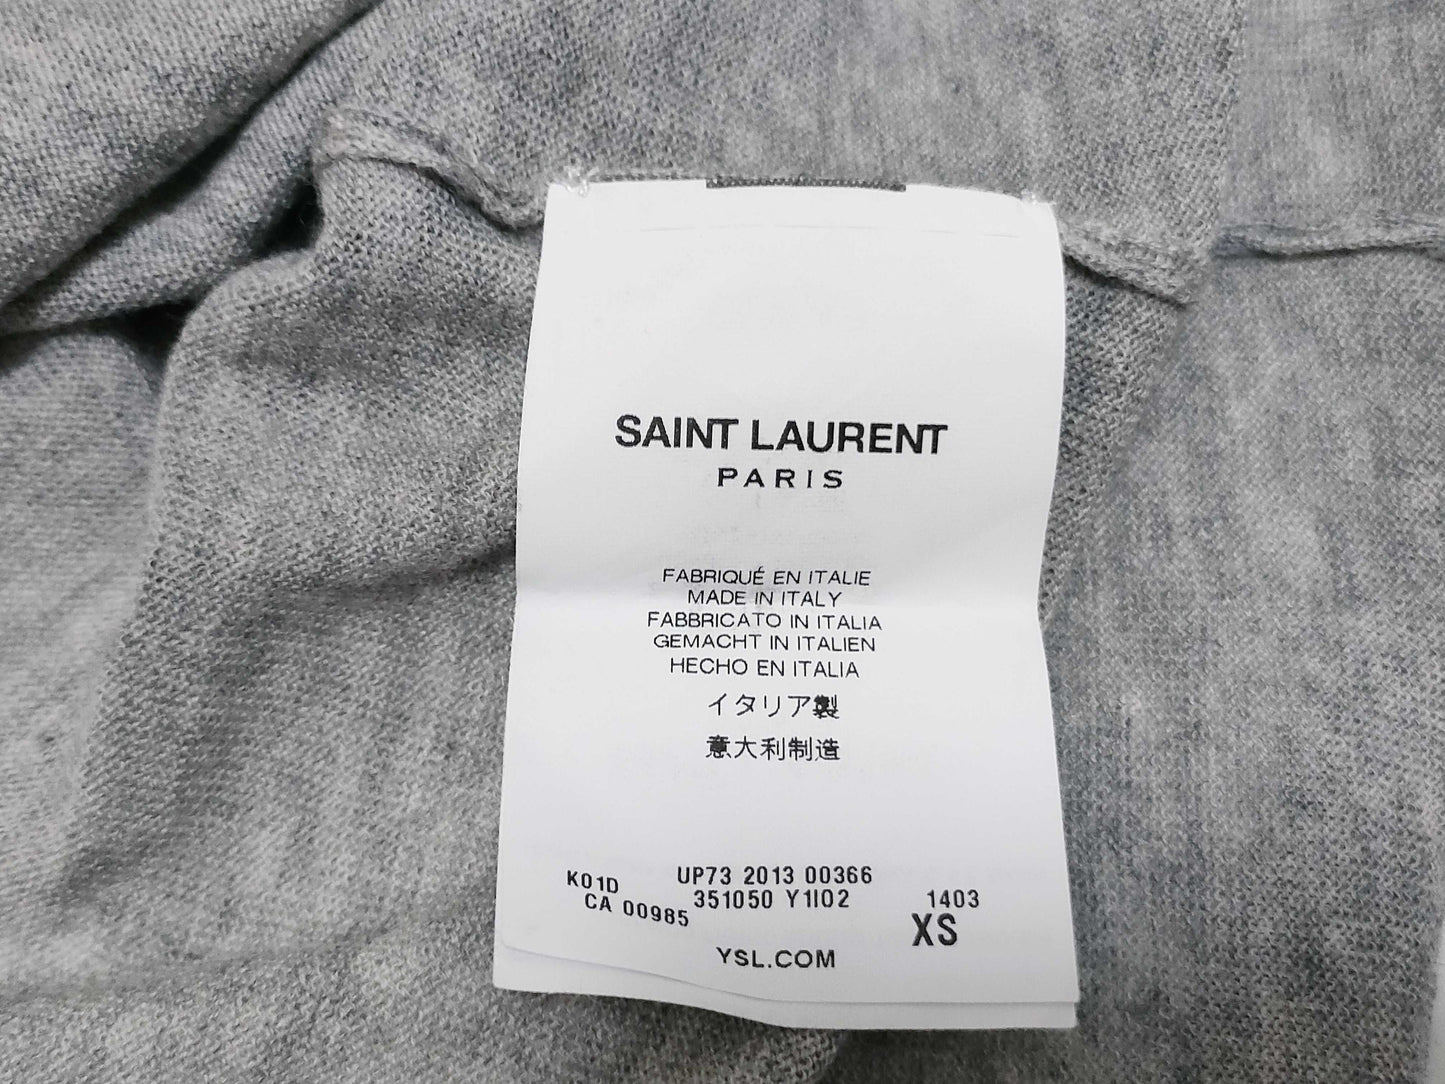 SAINT LAURENT
PARIS
FABRIQUÉ EN ITALIE
MADE IN ITALY
FABBRICATO IN ITALIA
GEMACHT IN ITALIEN
HECHO EN ITALIA
イタリア製
意大利制造
K01D UP73 2013 00366
CA 00985 351050 Y1I02 1403
XS
YSL.COM